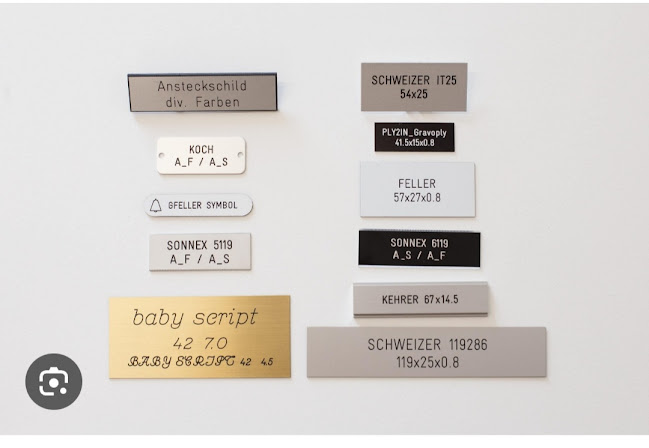 Ansteckschild
div. Farben
KOCH
A_F / A_S
GFELLER SYMBOL
SONNEX 5119
A_F / A_S
baby script
42 7.0
BABY SCRIPT 42 4.5
SCHWEIZER IT25
54x25
PLY2IN_Gravoply
41.5x15x0.8
FELLER
57x27x0.8
SONNEX 6119
A_S / A_F
KEHRER 67x14.5
SCHWEIZER 119286
119x25x0.8